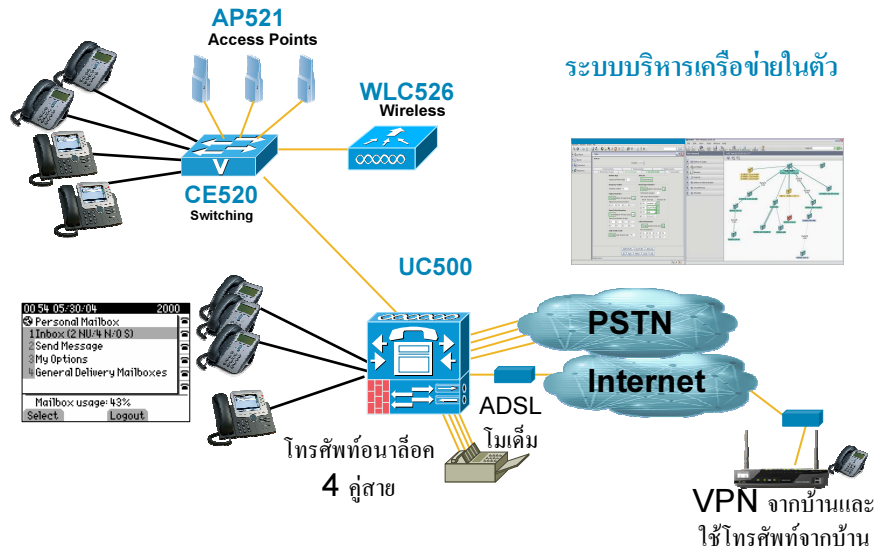 AP521
Access Points
ระบบบริหารเครือข่ายในตัว
WLC526
Wireless
V
CE520
Switching
UC500
00:54 05/30/04 2000
Personal Mailbox
1 Inbox (2 NU/4 N/0 S)
2 Send Message
3 My Options
4 General Delivery Mailboxes
Mailbox usage: 43%
Select Logout
PSTN
Internet
ADSL
โมเด็ม
โทรศัพท์อนาล็อค
4 คู่สาย
VPN จากบ้านและ
ใช้โทรศัพท์จากบ้าน